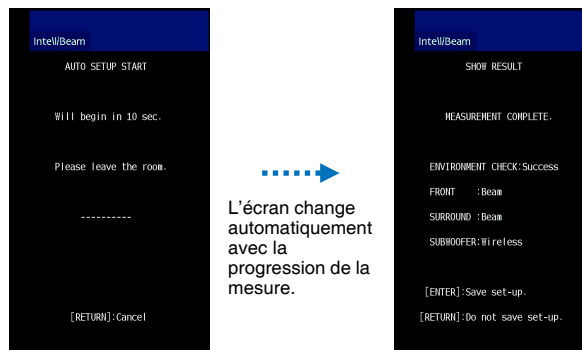 IntelliBeam
AUTO SETUP START
Will begin in 10 sec.
Please leave the room.
----------
[RETURN]:Cancel
L'écran change
automatiquement
avec la
progression de la
mesure.
IntelliBeam
SHOW RESULT
MEASUREMENT COMPLETE.
ENVIRONMENT CHECK:Success
FRONT :Beam
SURROUND :Beam
SUBWOOFER:Wireless
[ENTER]:Save set-up.
[RETURN]:Do not save set-up.